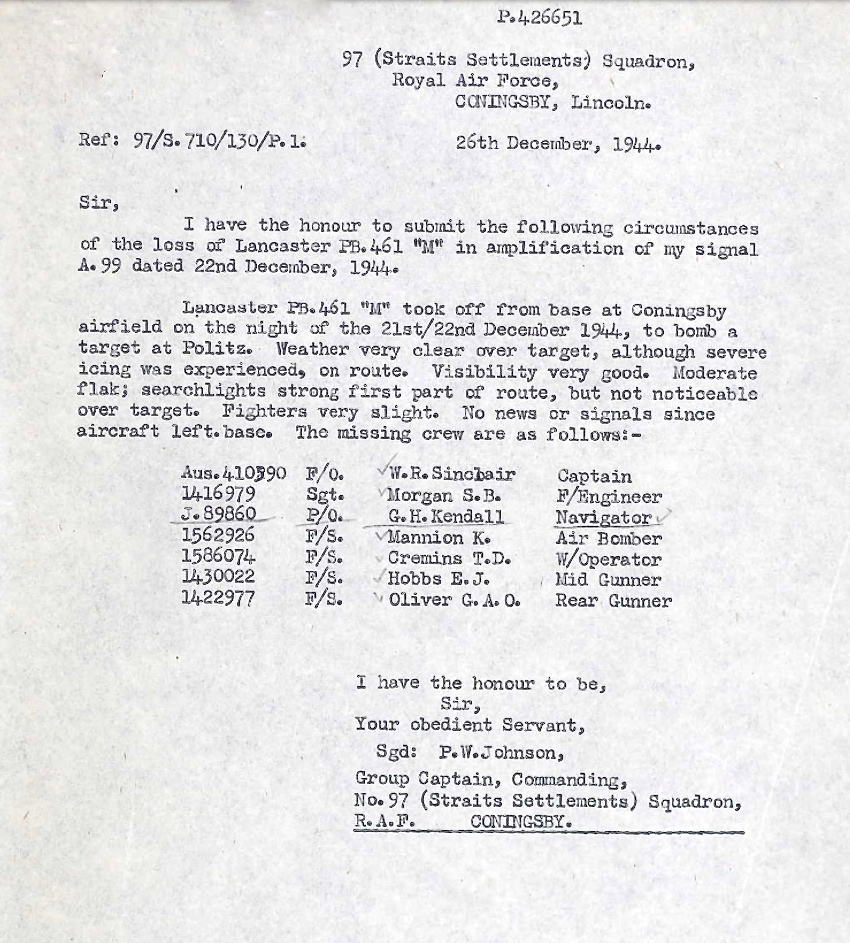 P.426651
97 (Straits Settlements) Squadron,
Royal Air Force,
CONINGSBY, Lincoln.
Ref: 97/S.710/130/P.1.
26th December, 1944.
Sir,
I have the honour to submit the following circumstances
of the loss of Lancaster PB.461 "M" in amplification of my signal
A.99 dated 22nd December, 1944.
Lancaster PB.461 "M" took off from base at Coningsby
airfield on the night of the 21st/22nd December 1944, to bomb a
target at Politz. Weather very clear over target, although severe
icing was experienced, on route. Visibility very good. Moderate
flak; searchlights strong first part of route, but not noticeable
over target. Fighters very slight. No news or signals since
aircraft left.base. The missing crew are as follows:-
Aus.410390 F/O. W.R.Sinclair Captain
1416979 Sgt. Morgan S.B. F/Engineer
J.89860 P/O. G.H.Kendall Navigator
1562926 F/S. Mannion K. Air Bomber
1586074 F/S. Cremins T.D. W/Operator
1430022 F/S. Hobbs E.J. Mid Gunner
1422977 F/S. Oliver G.A.O. Rear Gunner
I have the honour to be,
Sir,
Your obedient Servant,
Sgd: P.W.Johnson,
Group Captain, Commanding,
No.97 (Straits Settlements) Squadron,
R.A.F. CONINGSBY.